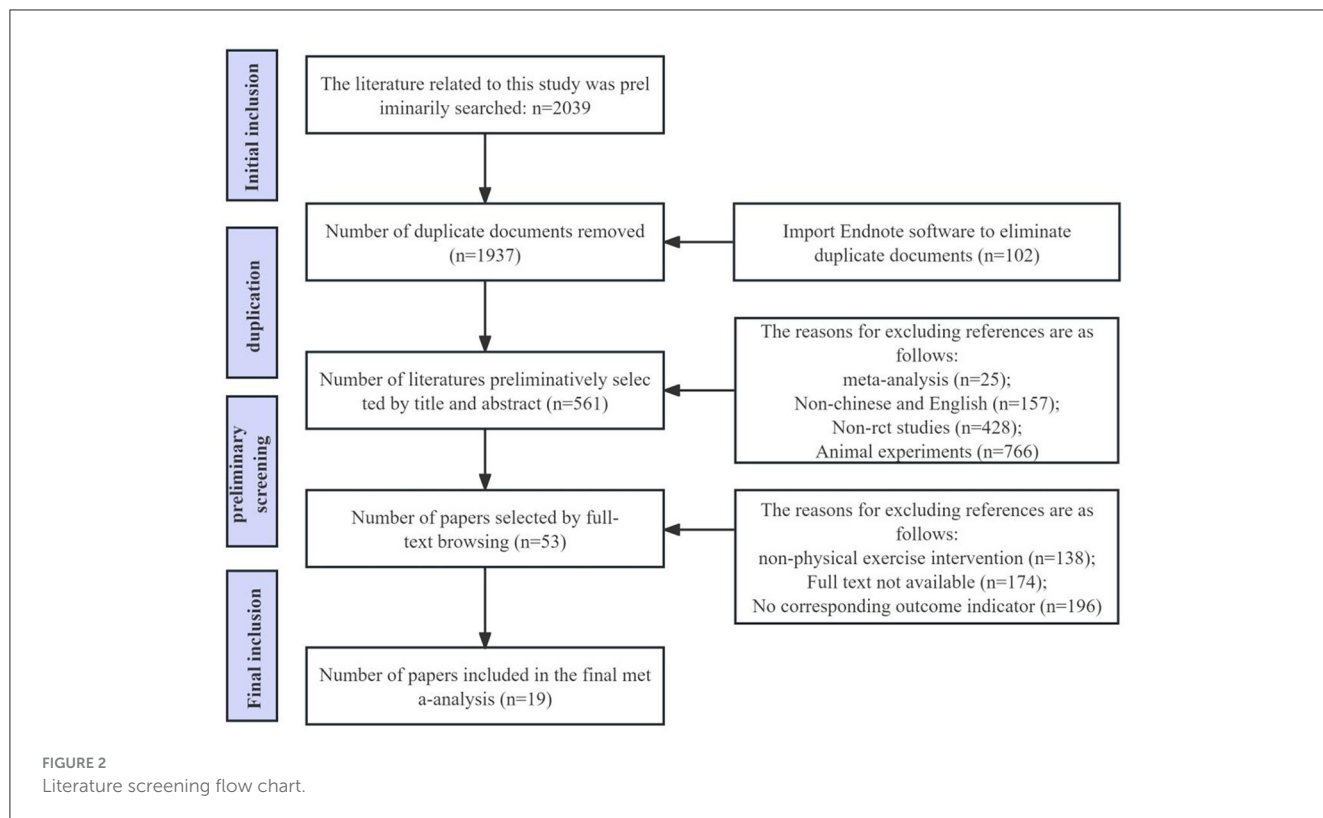 Initial inclusion
The literature related to this study was prel
iminarily searched: n=2039
duplication
Number of duplicate documents removed
(n=1937)
Import Endnote software to eliminate
duplicate documents (n=102)
Number of literatures preliminatively selec
ted by title and abstract (n=561)
The reasons for excluding references are as
follows:
meta-analysis (n=25);
Non-chinese and English (n=157);
Non-rct studies (n=428);
Animal experiments (n=766)
preliminary
screening
Number of papers selected by full-
text browsing (n=53)
The reasons for excluding references are as
follows:
non-physical exercise intervention (n=138);
Full text not available (n=174);
No corresponding outcome indicator (n=196)
Final inclusion
Number of papers included in the final met
a-analysis (n=19)
FIGURE 2
Literature screening flow chart.